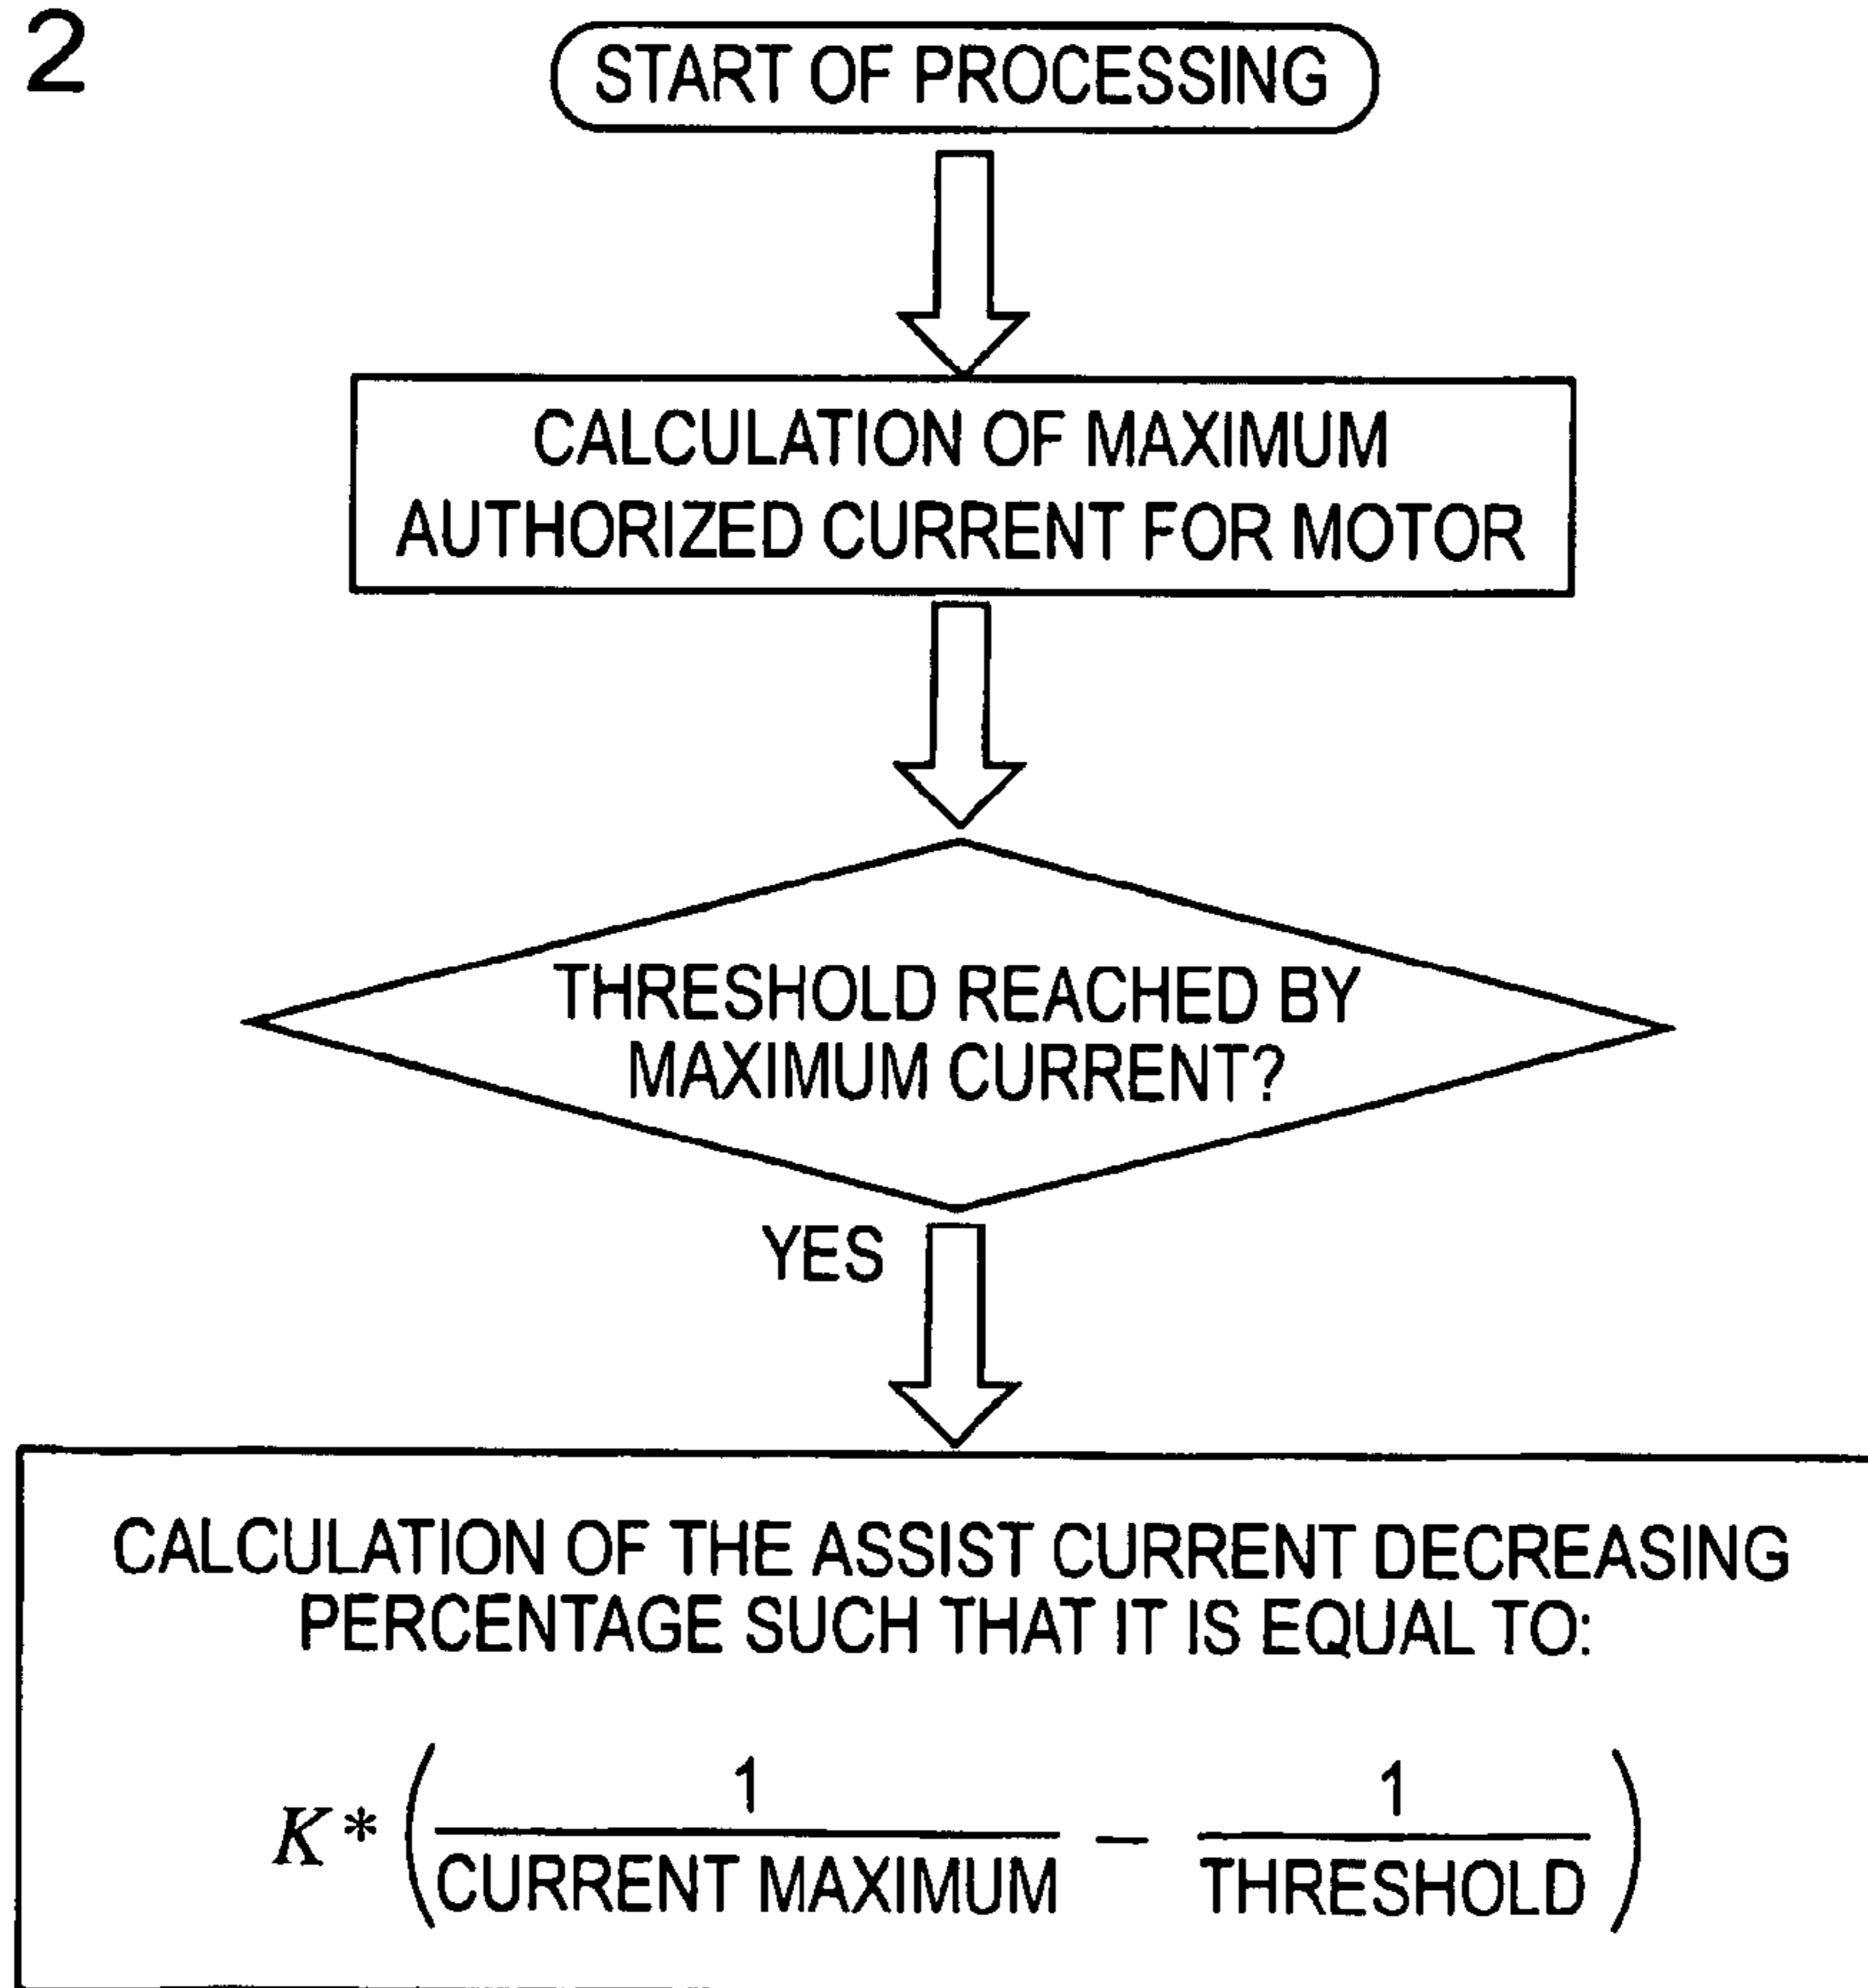 2
START OF PROCESSING
CALCULATION OF MAXIMUM
AUTHORIZED CURRENT FOR MOTOR
THRESHOLD REACHED BY
MAXIMUM CURRENT?
YES
CALCULATION OF THE ASSIST CURRENT DECREASING
PERCENTAGE SUCH THAT IT IS EQUAL TO:
K* ( 1 / CURRENT MAXIMUM − 1 / THRESHOLD )